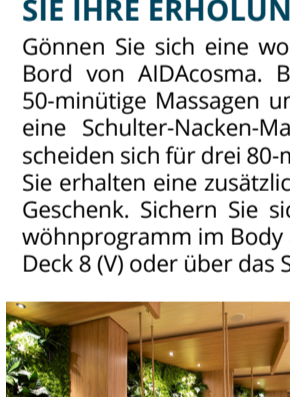 SIE IHRE ERHOLUN
Gönnen Sie sich eine wo
Bord von AIDAcosma. B
50-minütige Massagen un
eine Schulter-Nacken-Ma
scheiden sich für drei 80-m
Sie erhalten eine zusätzlic
Geschenk. Sichern Sie sic
wöhnprogramm im Body
Deck 8 (V) oder über das S